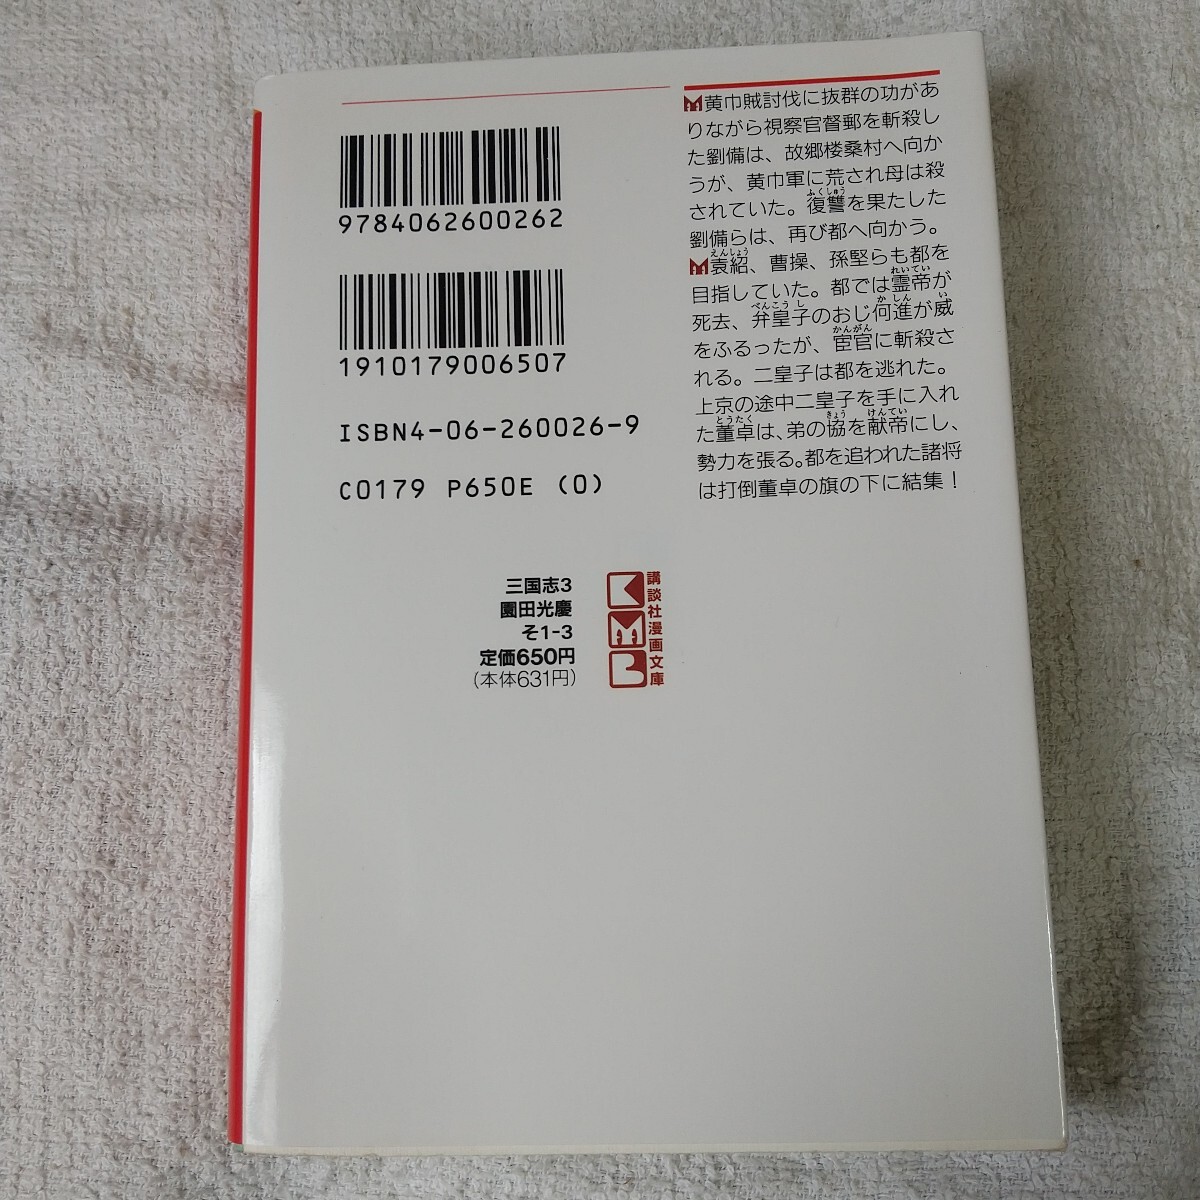 9784062600262
1910179006507
ISBN4-06-260026-9
C0179 P650E (0)
黄巾賊討伐に抜群の功があ
りながら視察官督郵を斬殺し
た劉備は、故郷楼桑村へ向か
うが、黄巾軍に荒され母は殺
されていた。復讐を果たした
劉備らは、再び都へ向かう。
袁紹、曹操、孫堅らも都を
目指していた。都では霊帝が
死去、弁皇子のおじ何進が威
をふるったが、宦官に斬殺さ
れる。二皇子は都を逃れた。
上京の途中二皇子を手に入れ
た董卓は、弟の協を献帝にし、
勢力を張る。都を追われた諸将
は打倒董卓の旗の下に結集!
三国志3
園田光慶
そ1-3
定価650円
(本体631円)
講談社漫画文庫